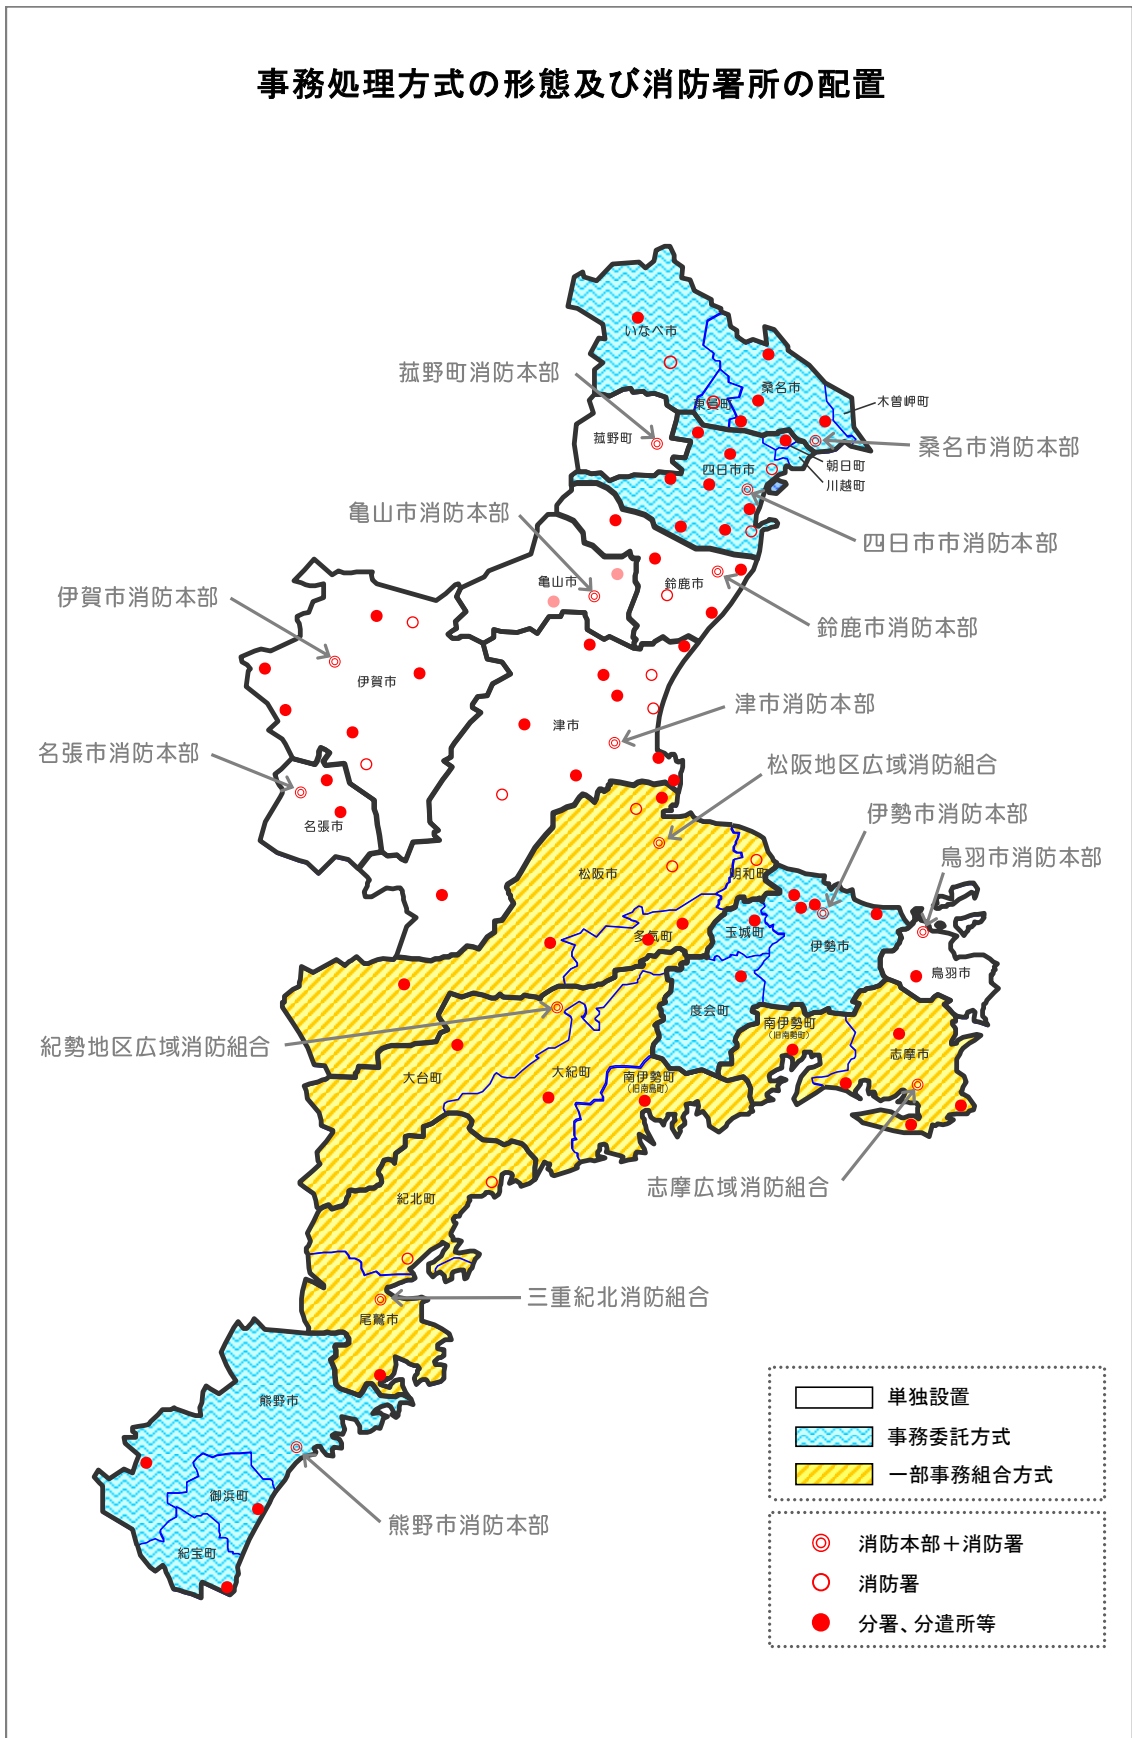 事務処理方式の形態及び消防署所の配置
いなべ市
菰野町消防本部
桑名市
東員町
木曽岬町
菰野町
桑名市消防本部
四日市市
朝日町
川越町
亀山市消防本部
四日市市消防本部
亀山市
鈴鹿市
伊賀市消防本部
鈴鹿市消防本部
伊賀市
津市消防本部
津市
名張市消防本部
松阪地区広域消防組合
伊勢市消防本部
名張市
鳥羽市消防本部
松阪市
明和町
玉城町
多気町
伊勢市
鳥羽市
度会町
南伊勢町
(旧南勢町)
紀勢地区広域消防組合
志摩市
大台町
大紀町
南伊勢町
(旧南島町)
志摩広域消防組合
紀北町
三重紀北消防組合
尾鷲市
熊野市
御浜町
熊野市消防本部
紀宝町
単独設置
事務委託方式
一部事務組合方式
消防本部＋消防署
消防署
分署、分遣所等